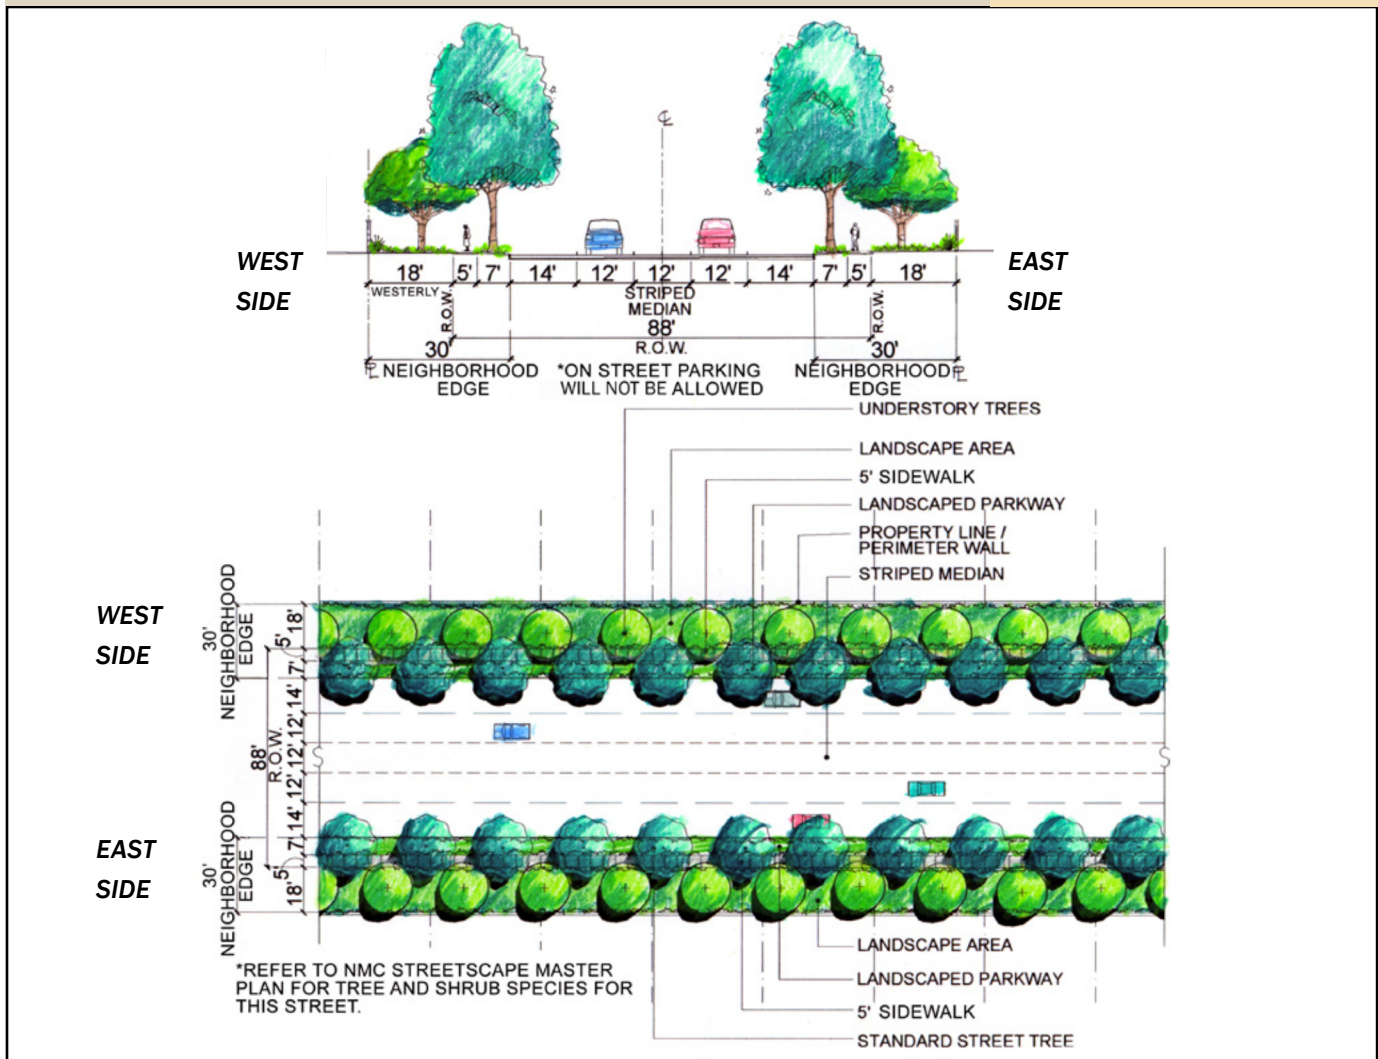 ℄
WEST
SIDE
EAST
SIDE
18' 5' 7' 14' 12' 12' 12' 14' 7' 5' 18'
WESTERLY
STRIPED
MEDIAN
R.O.W.
R.O.W.
88'
R.O.W.
30'
30'
℄ NEIGHBORHOOD
EDGE
*ON STREET PARKING
WILL NOT BE ALLOWED
NEIGHBORHOOD
EDGE
UNDERSTORY TREES
LANDSCAPE AREA
5' SIDEWALK
LANDSCAPED PARKWAY
PROPERTY LINE /
PERIMETER WALL
STRIPED MEDIAN
WEST
SIDE
30'
NEIGHBORHOOD
EDGE
18'
5'
7'
14'
12'
12'
12'
14'
7'
5'
18'
88'
R.O.W.
S
S
EAST
SIDE
30'
NEIGHBORHOOD
EDGE
*REFER TO NMC STREETSCAPE MASTER
PLAN FOR TREE AND SHRUB SPECIES FOR
THIS STREET.
LANDSCAPE AREA
LANDSCAPED PARKWAY
5' SIDEWALK
STANDARD STREET TREE